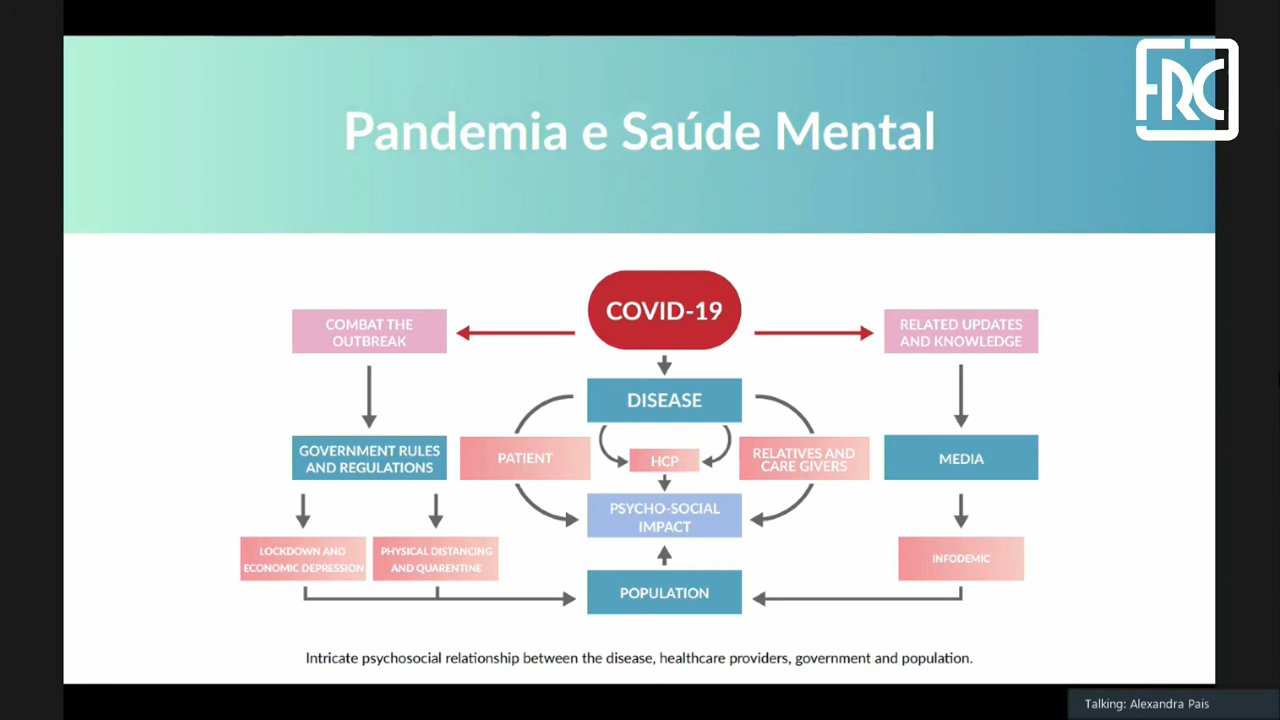 FRC
Pandemia e Saúde Mental
COVID-19
COMBAT THE
OUTBREAK
RELATED UPDATES
AND KNOWLEDGE
DISEASE
GOVERNMENT RULES
AND REGULATIONS
PATIENT
HCP
RELATIVES AND
CARE GIVERS
MEDIA
PSYCHO-SOCIAL
IMPACT
LOCKDOWN AND
ECONOMIC DEPRESSION
PHYSICAL DISTANCING
AND QUARENTINE
INFODEMIC
POPULATION
Intricate psychosocial relationship between the disease, healthcare providers, government and population.
Talking: Alexandra Pais